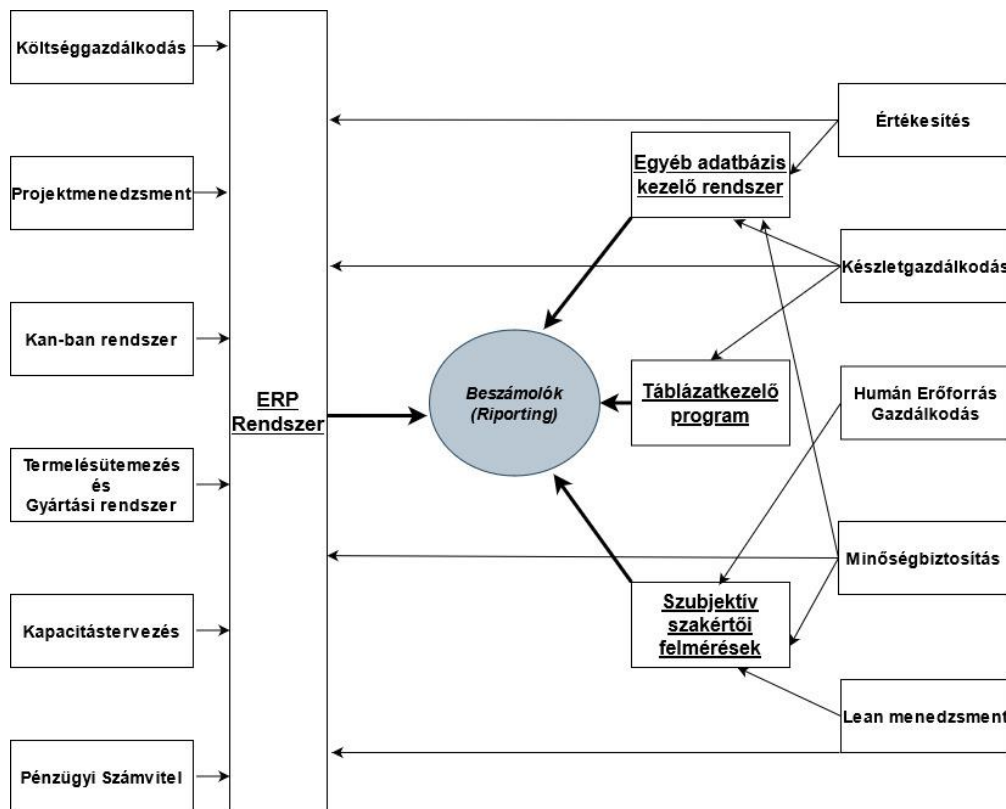 Költséggazdálkodás
Projektmenedzsment
Kan-ban rendszer
Termelésütemezés
és
Gyártási rendszer
Kapacitástervezés
Pénzügyi Számvitel
ERP
Rendszer
Beszámolók
(Riporting)
Egyéb adatbázis
kezelő rendszer
Táblázatkezelő
program
Szubjektív
szakértői
felmérések
Értékesítés
Készletgazdálkodás
Humán Erőforrás
Gazdálkodás
Minőségbiztosítás
Lean menedzsment